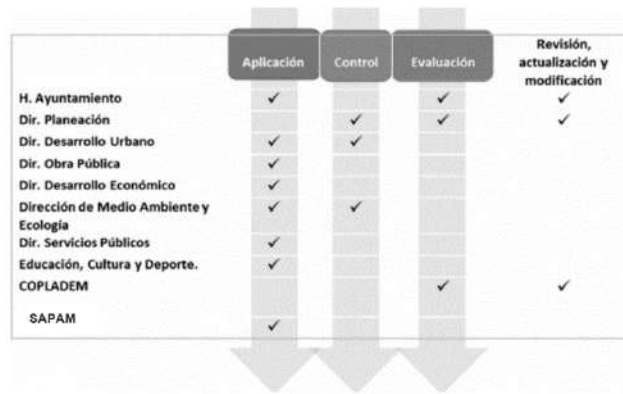 Aplicación Control Evaluación Revisión,
actualización y
modificación
H. Ayuntamiento ✓ ✓ ✓
Dir. Planeación ✓ ✓ ✓
Dir. Desarrollo Urbano ✓ ✓
Dir. Obra Pública ✓
Dir. Desarrollo Económico ✓
Dirección de Medio Ambiente y ✓ ✓
Ecología
Dir. Servicios Públicos ✓
Educación, Cultura y Deporte. ✓
COPLADEM ✓ ✓
SAPAM ✓